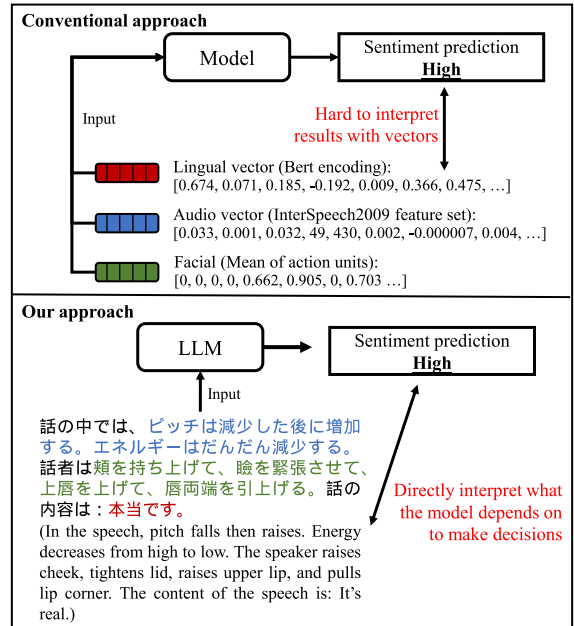 Conventional approach
Model
Sentiment prediction
High
Input
Hard to interpret
results with vectors
Lingual vector (Bert encoding):
[0.674, 0.071, 0.185, -0.192, 0.009, 0.366, 0.475, …]
Audio vector (InterSpeech2009 feature set):
[0.033, 0.001, 0.032, 49, 430, 0.002, -0.000007, 0.004, …]
Facial (Mean of action units):
[0, 0, 0, 0, 0.662, 0.905, 0, 0.703 …]
Our approach
LLM
Sentiment prediction
High
Input
話の中では、ピッチは減少した後に増加
する。エネルギーはだんだん減少する。
話者は頬を持ち上げて、瞼を緊張させて、
上唇を上げて、唇両端を引上げる。話の
内容は：本当です。
(In the speech, pitch falls then raises. Energy
decreases from high to low. The speaker raises
cheek, tightens lid, raises upper lip, and pulls
lip corner. The content of the speech is: It's
real.)
Directly interpret what
the model depends on
to make decisions